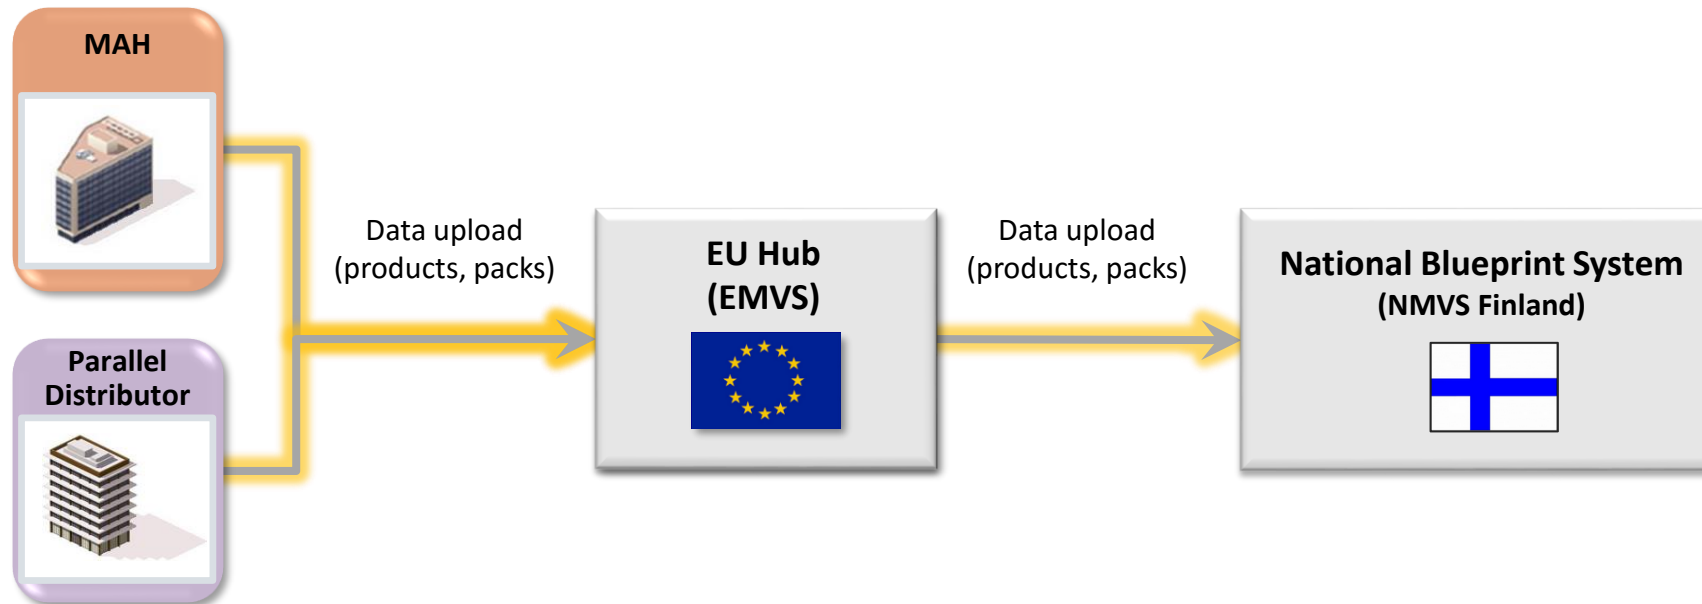 MAH
Data upload
(products, packs)
EU Hub
(EMVS)
Data upload
(products, packs)
National Blueprint System
(NMVS Finland)
Parallel
Distributor